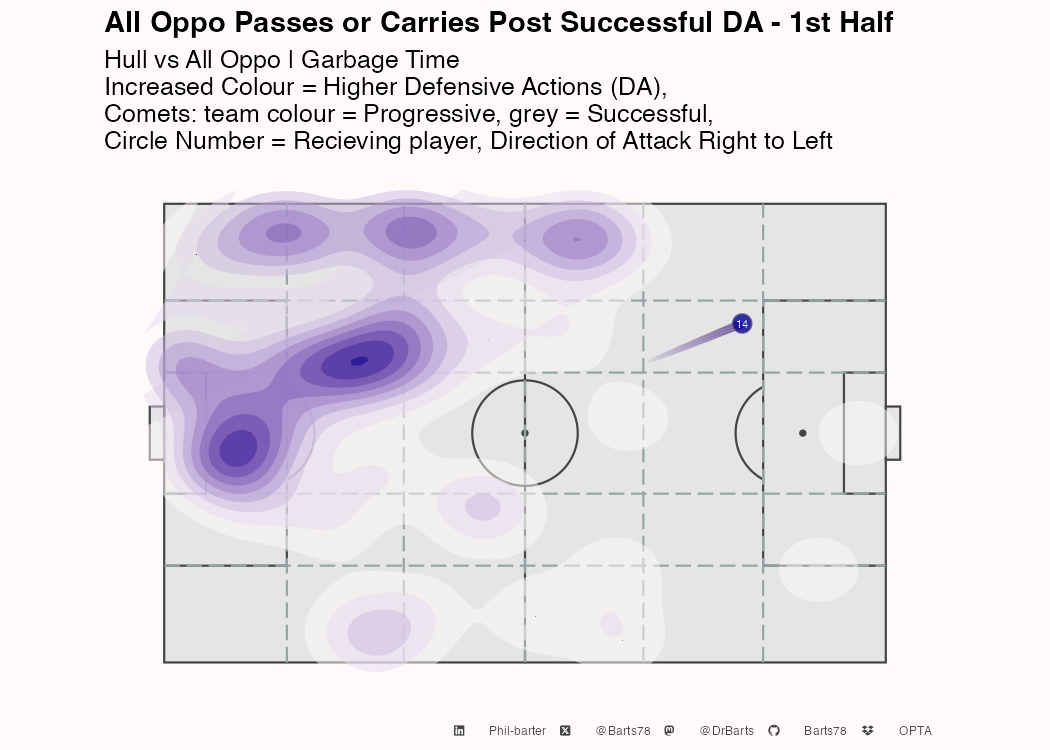 All Oppo Passes or Carries Post Successful DA - 1st Half
Hull vs All Oppo | Garbage Time
Increased Colour = Higher Defensive Actions (DA),
Comets: team colour = Progressive, grey = Successful,
Circle Number = Recieving player, Direction of Attack Right to Left
14
Phil-barter @Barts78 @DrBarts Barts78 OPTA